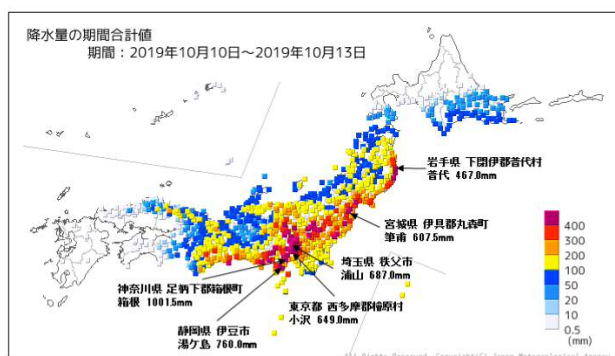 降水量の期間合計値
期間：2019年10月10日～2019年10月13日
岩手県 下閉伊郡普代村
普代 467.0mm
宮城県 伊具郡丸森町
筆甫 607.5mm
埼玉県 秩父市
浦山 687.0mm
神奈川県 足柄下郡箱根町
箱根 1001.5mm
東京都 西多摩郡檜原村
小沢 649.0mm
静岡県 伊豆市
湯ケ島 760.0mm
400
300
200
100
50
20
10
0.5
(mm)